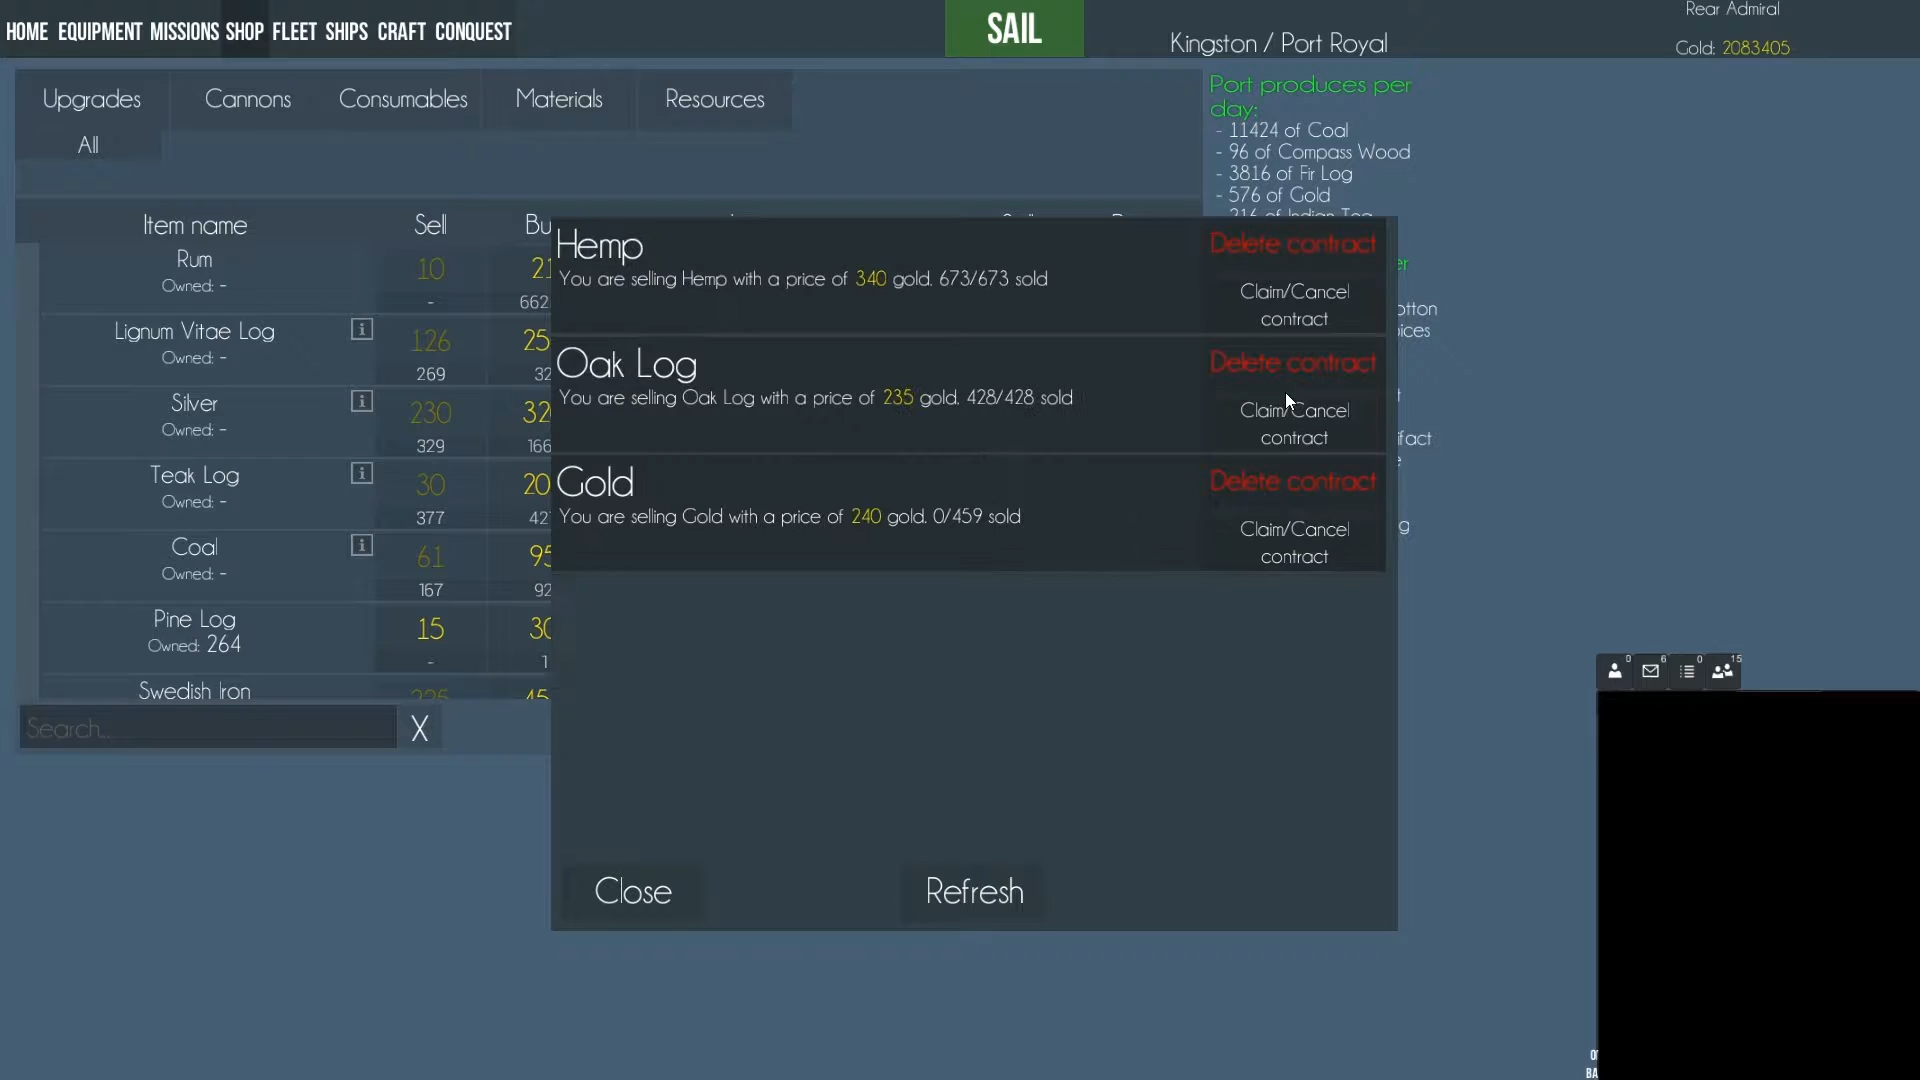 HOME EQUIPMENT MISSIONS SHOP FLEET SHIPS CRAFT CONQUEST
SAIL
Kingston / Port Royal
Rear Admiral
Gold: 2083405
Upgrades Cannons Consumables Materials Resources
All
Port produces per
day:
- 11424 of Coal
- 96 of Compass Wood
- 3816 of Fir Log
- 576 of Gold
Item name Sell
Rum
Owned: -
10
-
Lignum Vitae Log
Owned: -
i
126
269
Silver
Owned: -
i
230
329
Teak Log
Owned: -
i
30
377
Coal
Owned: -
i
61
167
Pine Log
Owned: 264
15
-
Swedish Iron
Search...
X
Hemp
You are selling Hemp with a price of 340 gold. 673/673 sold
Delete contract
Claim/Cancel
contract
Oak Log
You are selling Oak Log with a price of 235 gold. 428/428 sold
Delete contract
Claim/Cancel
contract
Gold
You are selling Gold with a price of 240 gold. 0/459 sold
Delete contract
Claim/Cancel
contract
Close
Refresh
0 6 0 15